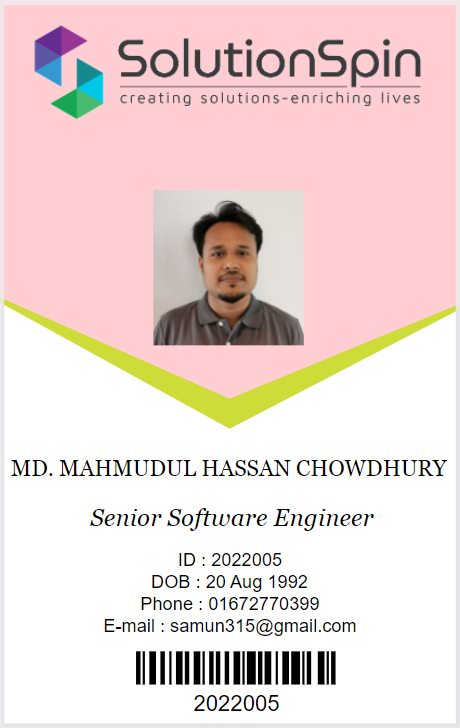 SolutionSpin
creating solutions-enriching lives
MD. MAHMUDUL HASSAN CHOWDHURY
Senior Software Engineer
ID : 2022005
DOB : 20 Aug 1992
Phone : 01672770399
E-mail : samun315@gmail.com
2022005